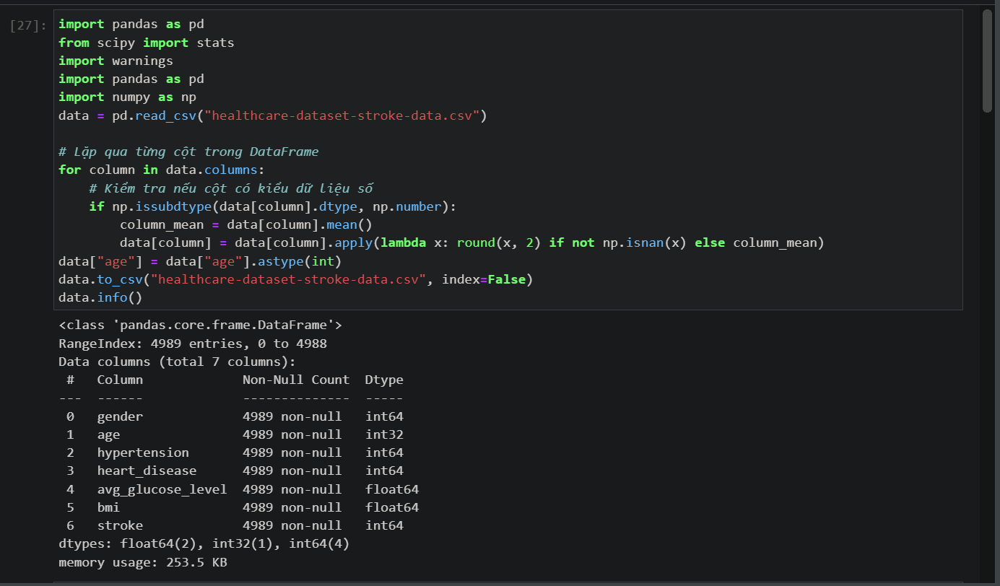 [27]:
import pandas as pd
from scipy import stats
import warnings
import pandas as pd
import numpy as np
data = pd.read_csv("healthcare-dataset-stroke-data.csv")
# Lặp qua từng cột trong DataFrame
for column in data.columns:
    # Kiểm tra nếu cột có kiểu dữ liệu số
    if np.issubdtype(data[column].dtype, np.number):
        column_mean = data[column].mean()
        data[column] = data[column].apply(lambda x: round(x, 2) if not np.isnan(x) else column_mean)
data["age"] = data["age"].astype(int)
data.to_csv("healthcare-dataset-stroke-data.csv", index=False)
data.info()
<class 'pandas.core.frame.DataFrame'>
RangeIndex: 4989 entries, 0 to 4988
Data columns (total 7 columns):
 #   Column             Non-Null Count  Dtype
---  ------             --------------  -----
 0   gender             4989 non-null   int64
 1   age                4989 non-null   int32
 2   hypertension       4989 non-null   int64
 3   heart_disease      4989 non-null   int64
 4   avg_glucose_level  4989 non-null   float64
 5   bmi                4989 non-null   float64
 6   stroke             4989 non-null   int64
dtypes: float64(2), int32(1), int64(4)
memory usage: 253.5 KB